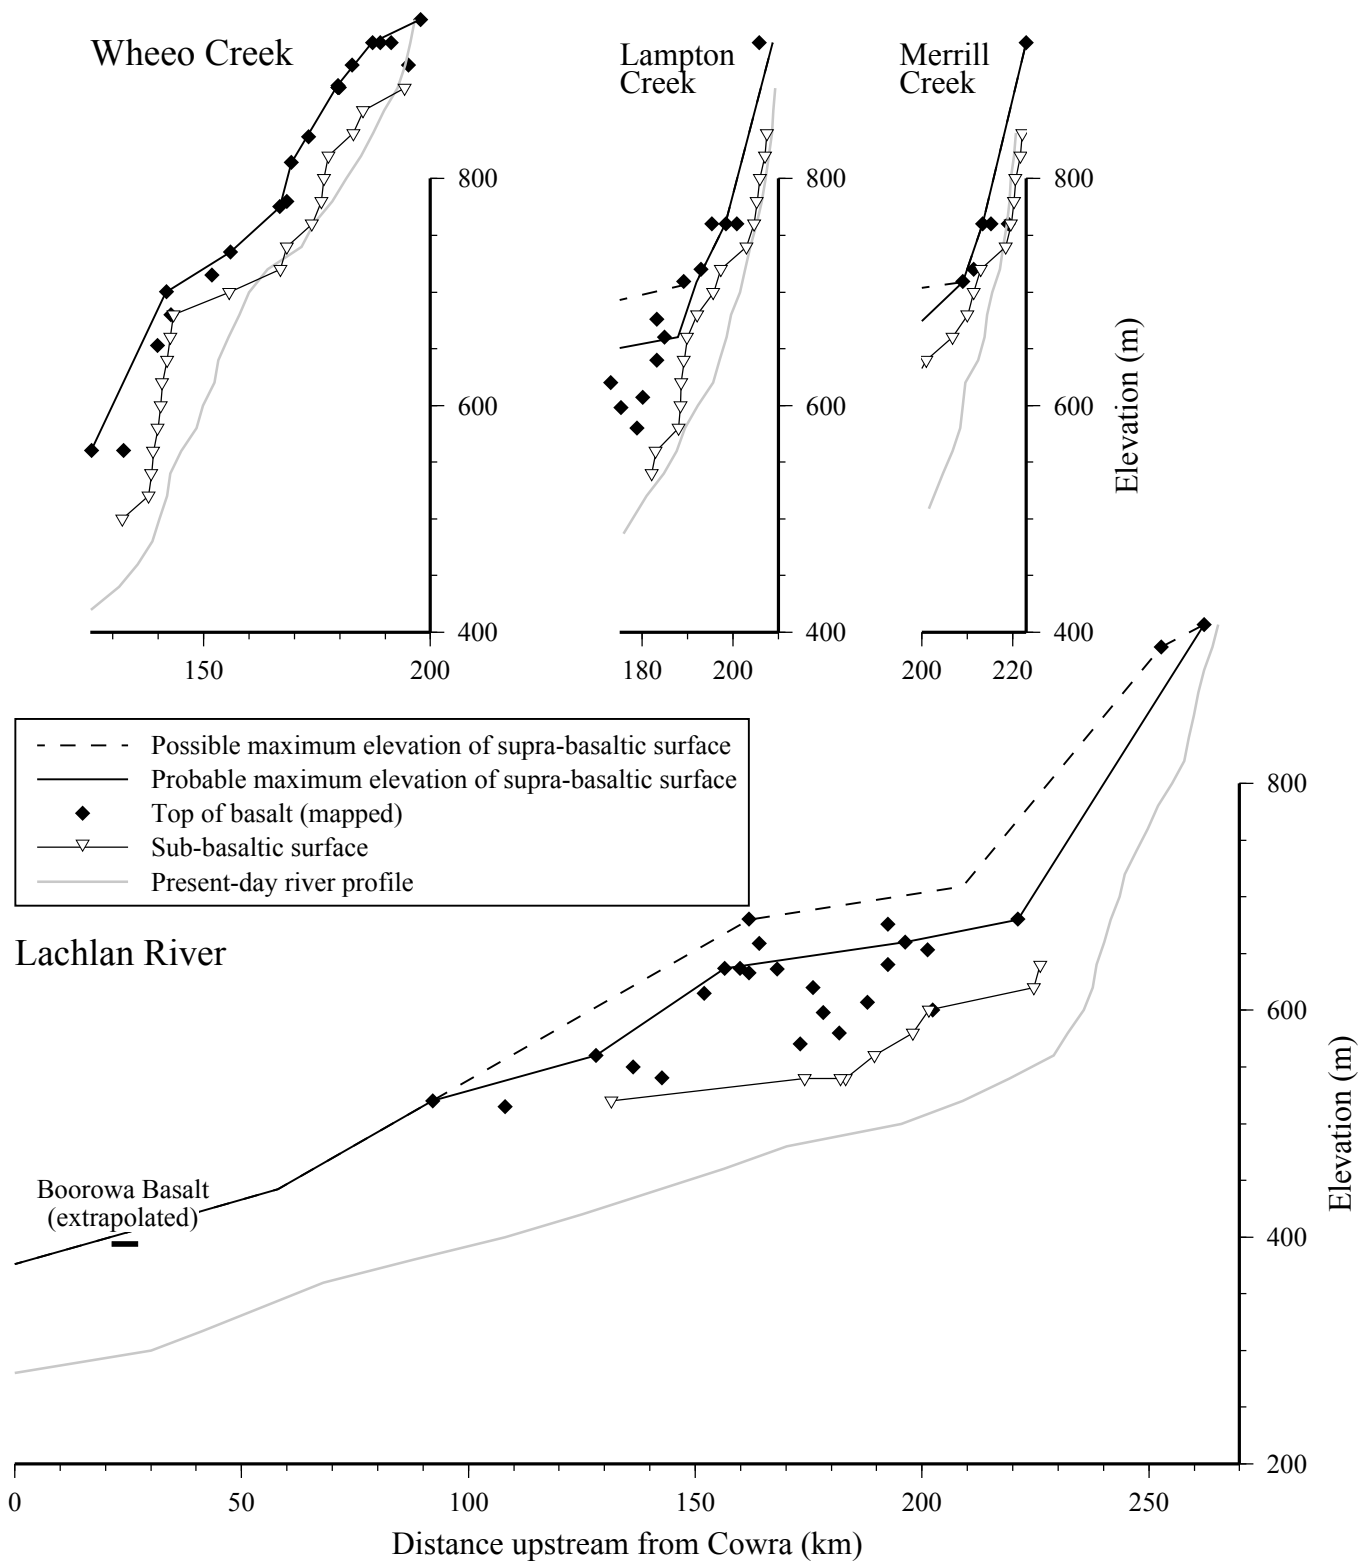 Wheeo Creek
Lampton
Creek
Merrill
Creek
800
600
400
150
200
800
600
400
180
200
800
600
400
200
220
Elevation (m)
Possible maximum elevation of supra-basaltic surface
Probable maximum elevation of supra-basaltic surface
Top of basalt (mapped)
Sub-basaltic surface
Present-day river profile
Lachlan River
Boorowa Basalt
(extrapolated)
800
600
400
200
Elevation (m)
0
50
100
150
200
250
Distance upstream from Cowra (km)